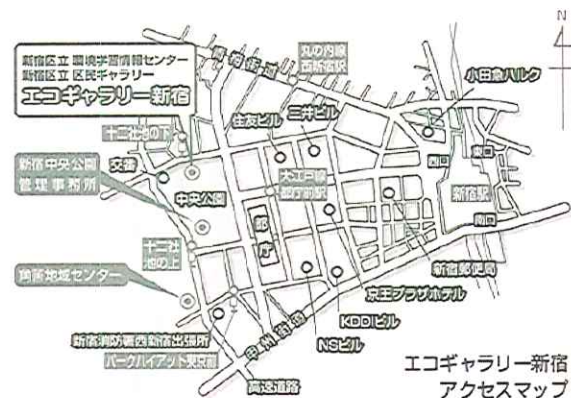 N
新宿区立 環境学習情報センター
新宿区立 区民ギャラリー
エコギャラリー新宿
青梅街道
丸の内線
西新宿駅
小田急ハルク
住友ビル
三井ビル
十二社池の下
新宿中央公園
管理事務所
交番
中央公園
大江戸線
都庁前駅
西口
東口
新宿駅
南口
都庁
十二社
池の上
角筈地域センター
新宿郵便局
京王プラザホテル
KDDIビル
NSビル
甲州街道
新宿消防署西新宿出張所
パークハイアット東京前
高速道路
エコギャラリー新宿
アクセスマップ